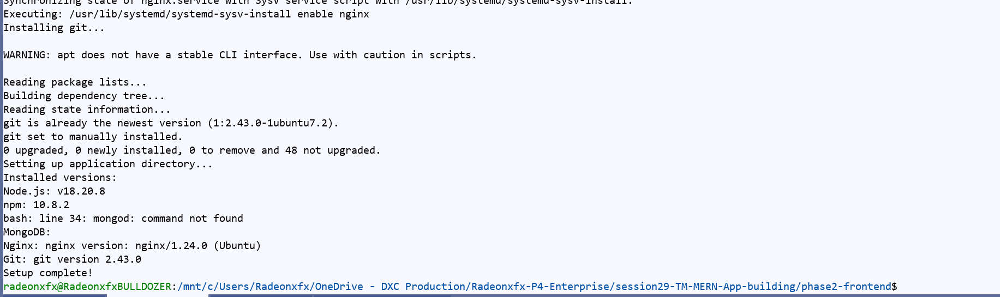 Synchronizing state of nginx.service with SysV service script with /usr/lib/systemd/systemd-sysv-install.
Executing: /usr/lib/systemd/systemd-sysv-install enable nginx
Installing git...
WARNING: apt does not have a stable CLI interface. Use with caution in scripts.
Reading package lists...
Building dependency tree...
Reading state information...
git is already the newest version (1:2.43.0-1ubuntu7.2).
git set to manually installed.
0 upgraded, 0 newly installed, 0 to remove and 48 not upgraded.
Setting up application directory...
Installed versions:
Node.js: v18.20.8
npm: 10.8.2
bash: line 34: mongod: command not found
MongoDB:
Nginx: nginx version: nginx/1.24.0 (Ubuntu)
Git: git version 2.43.0
Setup complete!
radeonxfx@RadeonxfxBULLDOZER:/mnt/c/Users/Radeonxfx/OneDrive - DXC Production/Radeonxfx-P4-Enterprise/session29-TM-MERN-App-building/phase2-frontend$